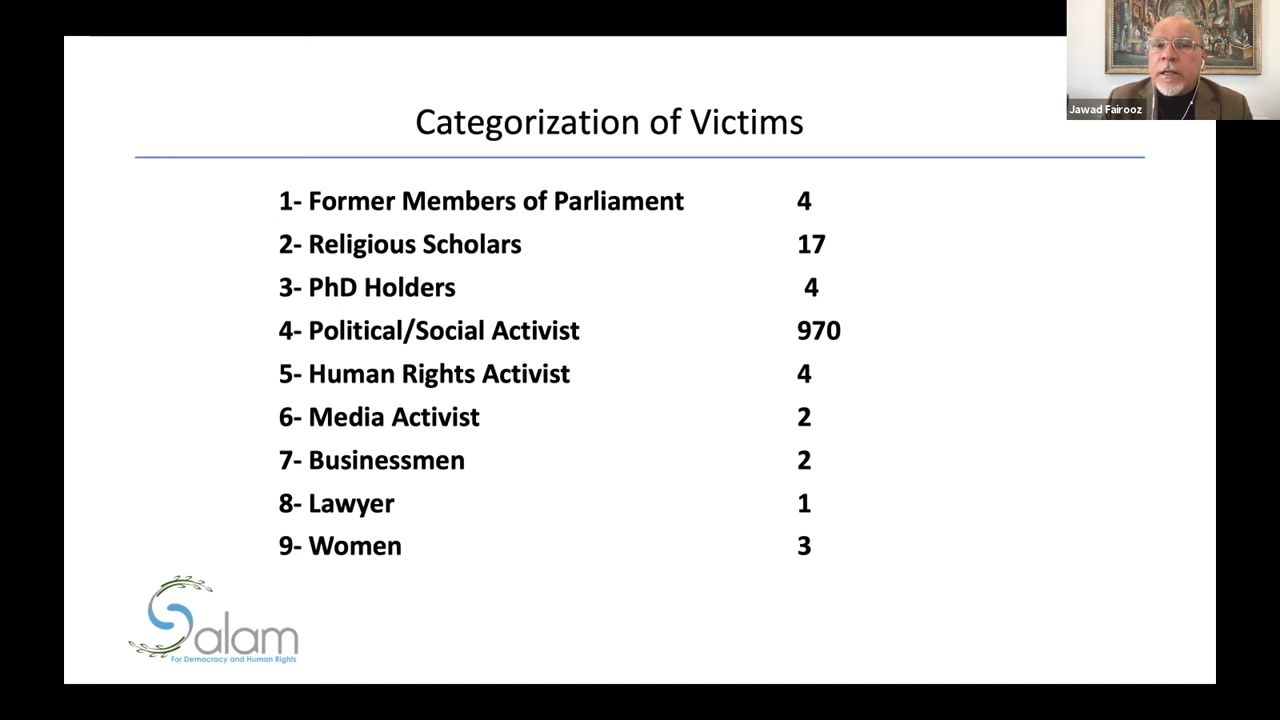 Jawad Fairooz
Categorization of Victims
1- Former Members of Parliament 4
2- Religious Scholars 17
3- PhD Holders 4
4- Political/Social Activist 970
5- Human Rights Activist 4
6- Media Activist 2
7- Businessmen 2
8- Lawyer 1
9- Women 3
Salam
For Democracy and Human Rights